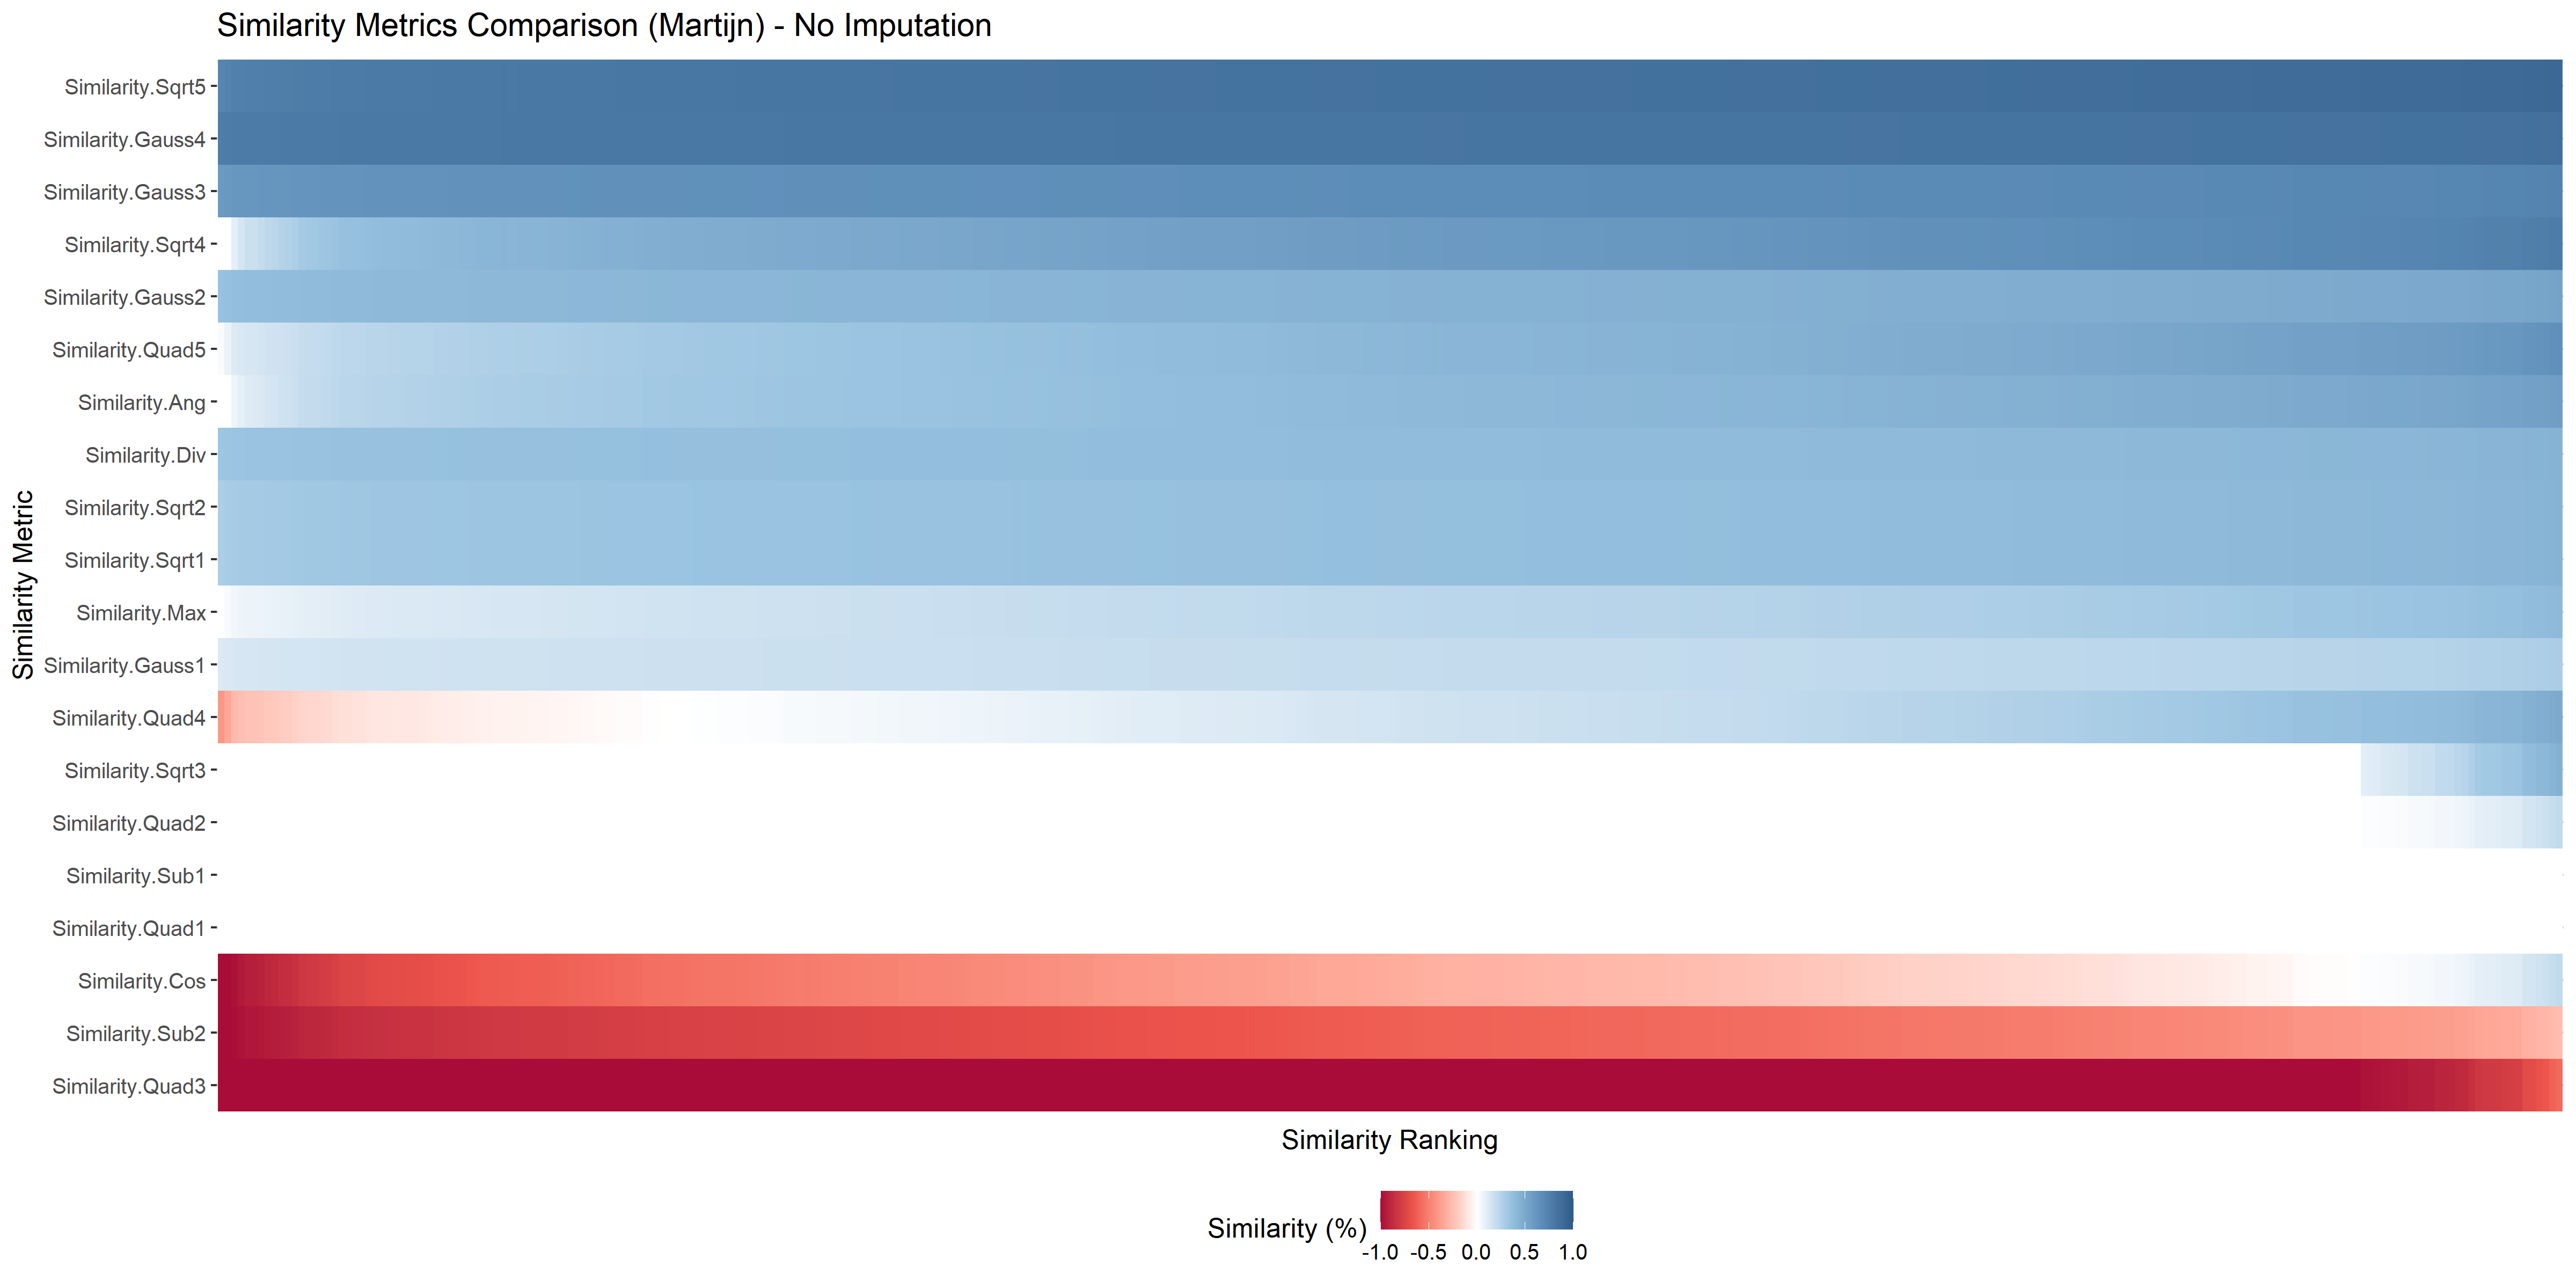 Similarity Metrics Comparison (Martijn) - No Imputation
Similarity Metric
Similarity.Sqrt5
Similarity.Gauss4
Similarity.Gauss3
Similarity.Sqrt4
Similarity.Gauss2
Similarity.Quad5
Similarity.Ang
Similarity.Div
Similarity.Sqrt2
Similarity.Sqrt1
Similarity.Max
Similarity.Gauss1
Similarity.Quad4
Similarity.Sqrt3
Similarity.Quad2
Similarity.Sub1
Similarity.Quad1
Similarity.Cos
Similarity.Sub2
Similarity.Quad3
Similarity Ranking
Similarity (%)
-1.0 -0.5 0.0 0.5 1.0